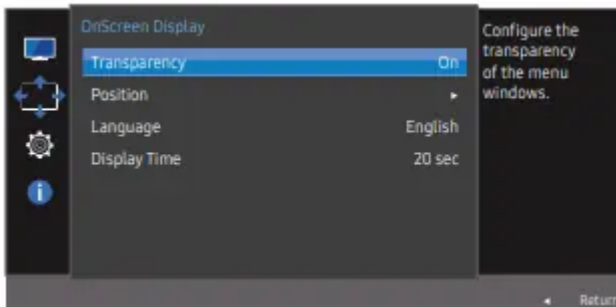 OnScreen Display
Transparency On
Position
Language English
Display Time 20 sec
Configure the
transparency
of the menu
windows.
Return